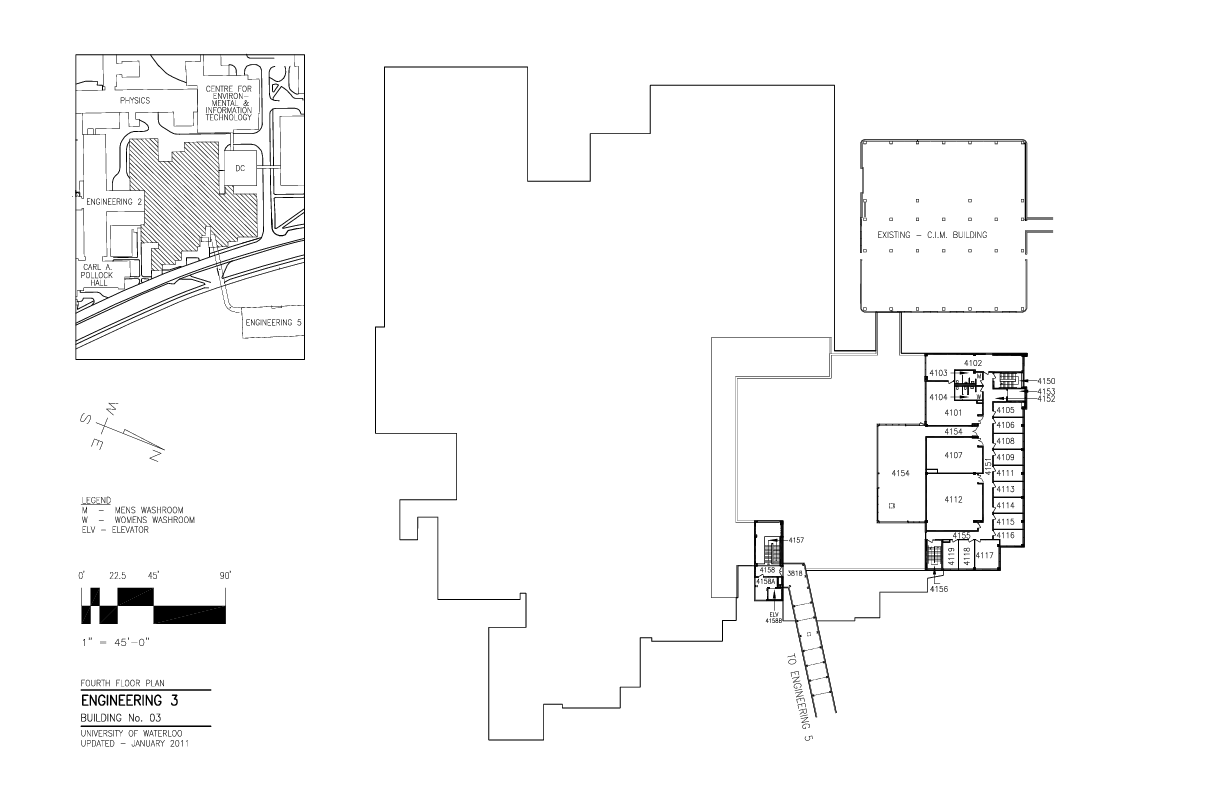 PHYSICS
CENTRE FOR
ENVIRON-
MENTAL &
INFORMATION
TECHNOLOGY
DC
ENGINEERING 2
CARL A.
POLLOCK
HALL
ENGINEERING 5
S W
E N
LEGEND
M – MENS WASHROOM
W – WOMENS WASHROOM
ELV – ELEVATOR
0' 22.5 45' 90'
1" = 45'-0"
FOURTH FLOOR PLAN
ENGINEERING 3
BUILDING No. 03
UNIVERSITY OF WATERLOO
UPDATED – JANUARY 2011
EXISTING – C.I.M. BUILDING
4102
4103
M
4150
4153
4152
4104
W
4101
4105
4106
4154
4108
4107
4109
4151
4154
4111
4113
4112
4114
4115
4155
4116
4119
4118
4117
4156
4157
4158
3818
4158A
ELV
4158B
TO ENGINEERING 5